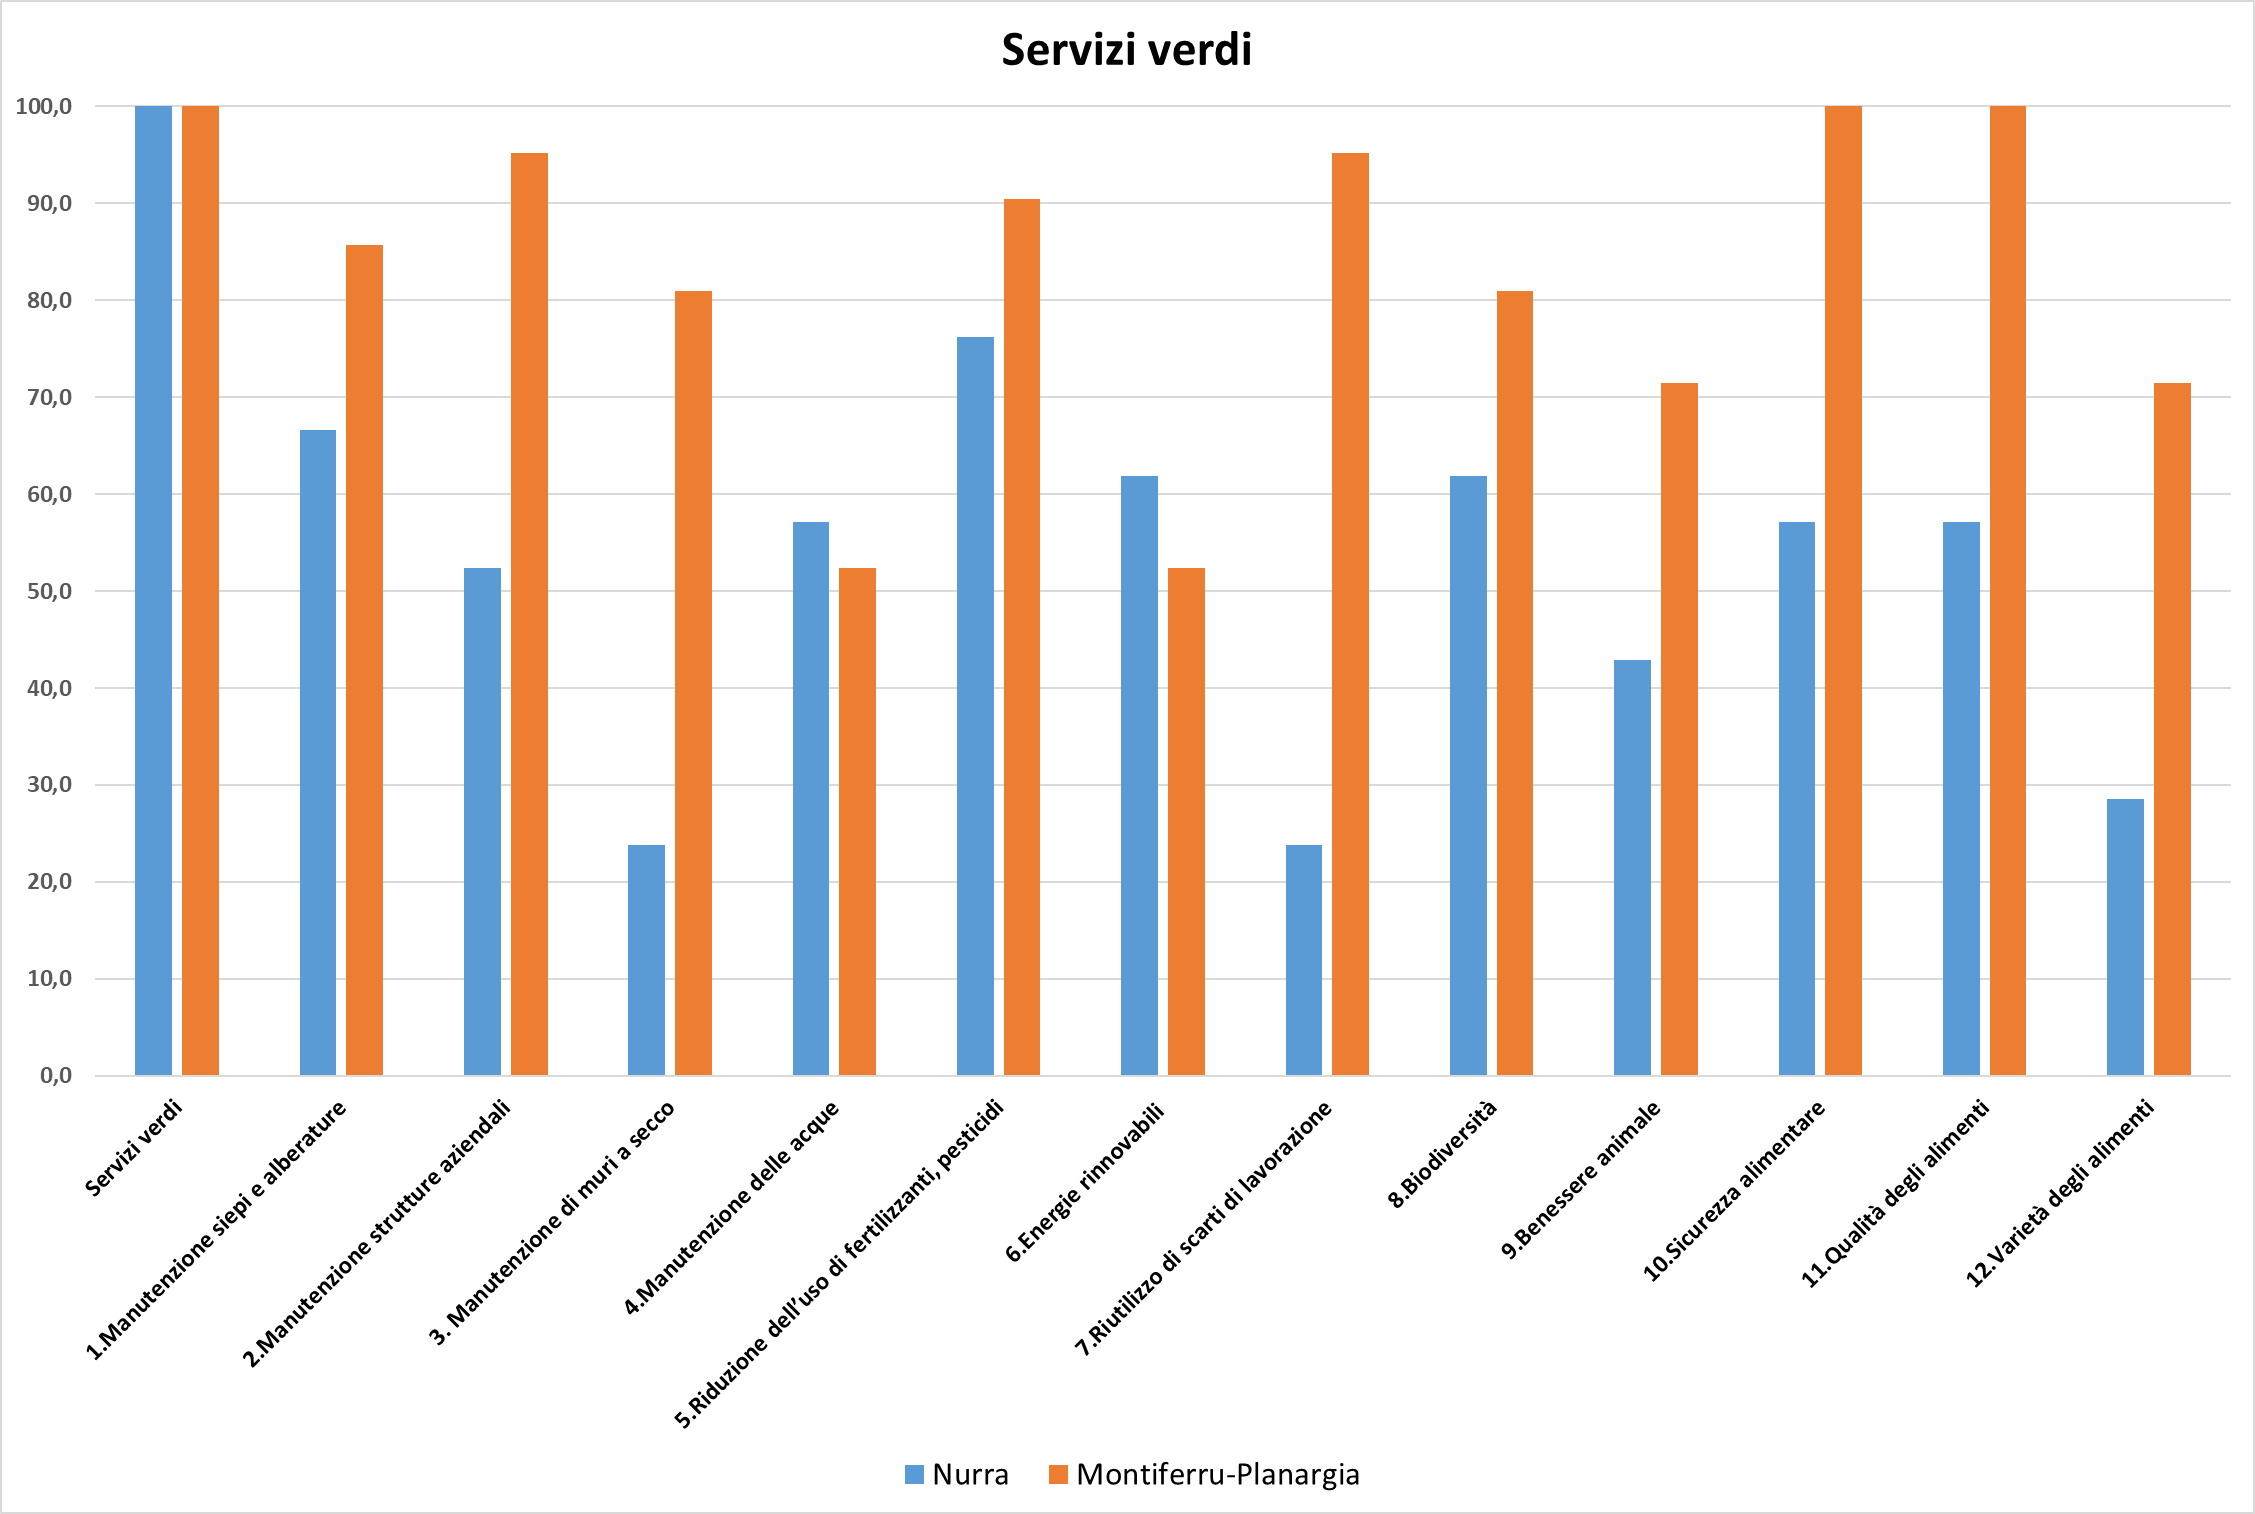 Servizi verdi
100,0
90,0
80,0
70,0
60,0
50,0
40,0
30,0
20,0
10,0
0,0
Servizi verdi
1.Manutenzione siepi e alberature
2.Manutenzione strutture aziendali
3. Manutenzione di muri a secco
4.Manutenzione delle acque
5.Riduzione dell’uso di fertilizzanti, pesticidi
6.Energie rinnovabili
7.Riutilizzo di scarti di lavorazione
8.Biodiversità
9.Benessere animale
10.Sicurezza alimentare
11.Qualità degli alimenti
12.Varietà degli alimenti
Nurra
Montiferru-Planargia